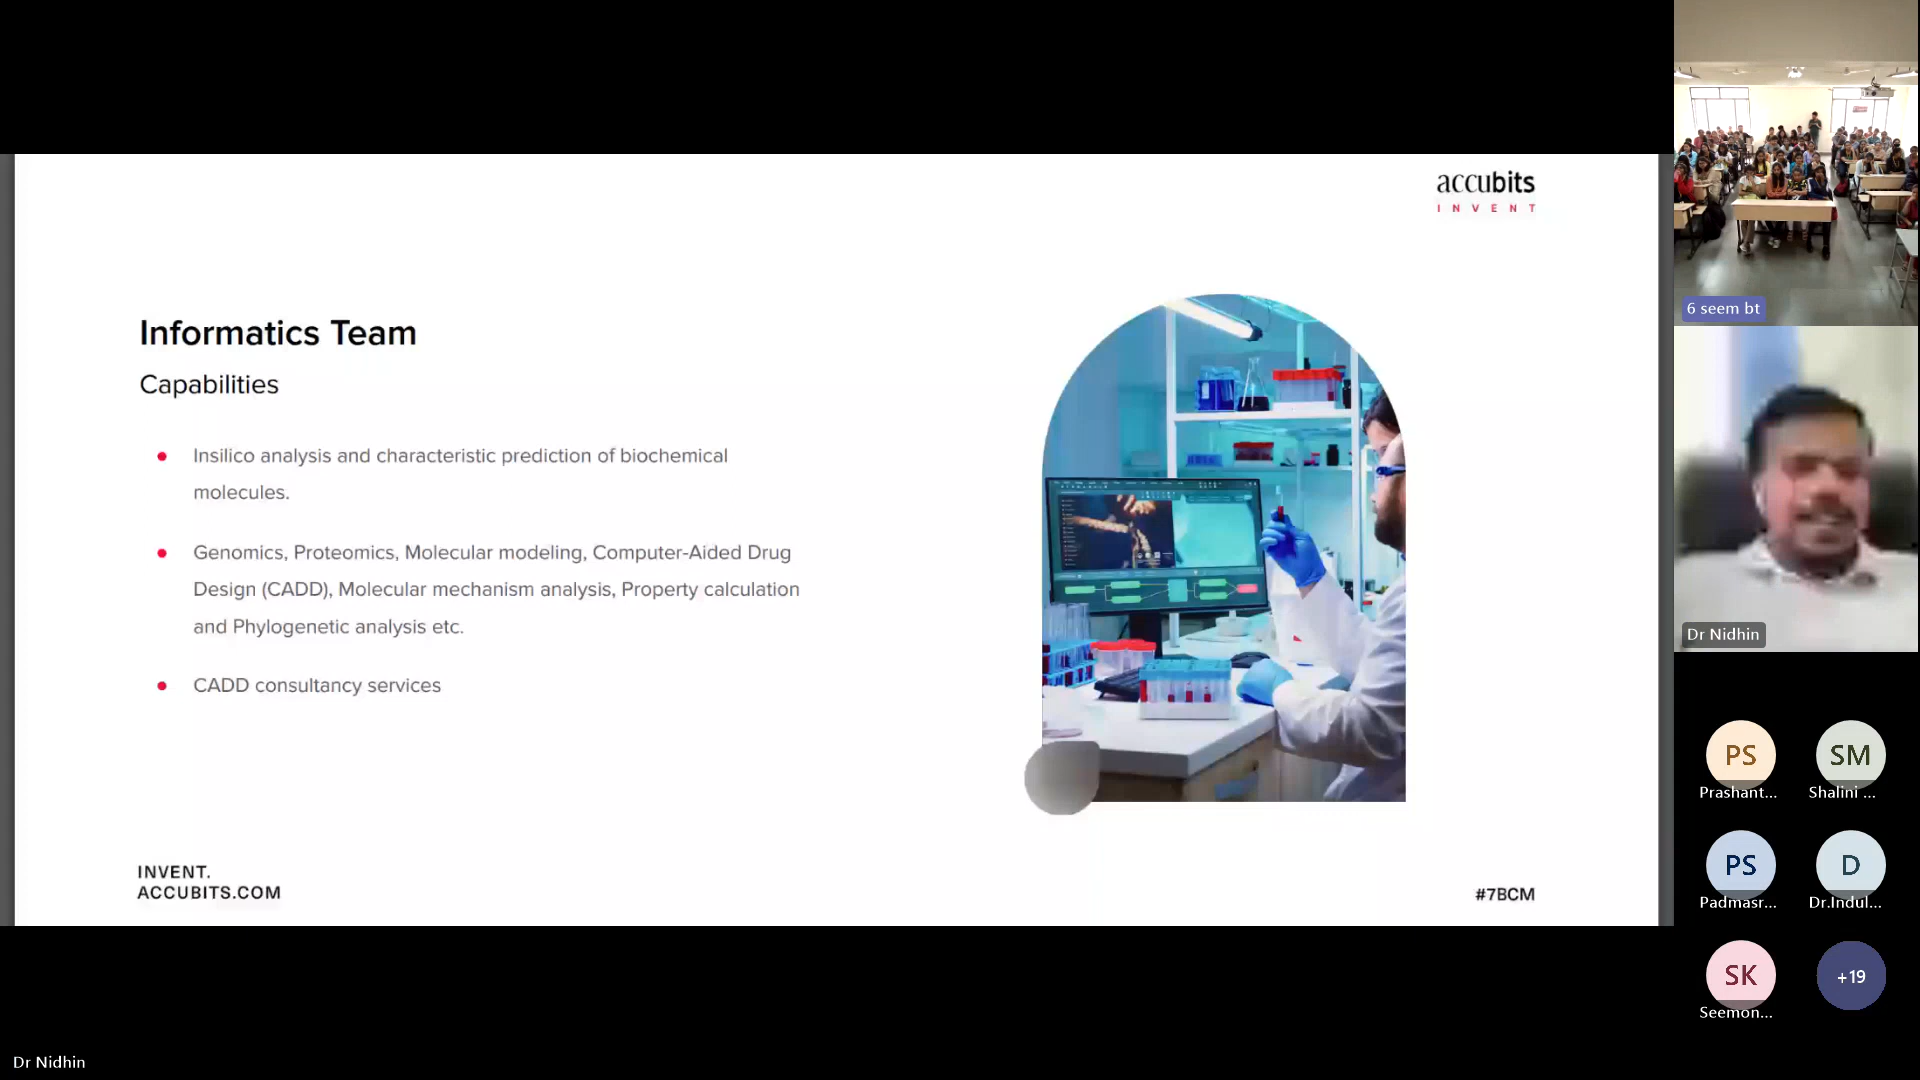 accubits
INVENT
Informatics Team
Capabilities
Insilico analysis and characteristic prediction of biochemical
molecules.
Genomics, Proteomics, Molecular modeling, Computer-Aided Drug
Design (CADD), Molecular mechanism analysis, Property calculation
and Phylogenetic analysis etc.
CADD consultancy services
INVENT.
ACCUBITS.COM
#7BCM
6 seem bt
Dr Nidhin
PS
SM
Prashant...
Shalini ...
PS
D
Padmasr...
Dr.Indul...
SK
+19
Seemon...
Dr Nidhin